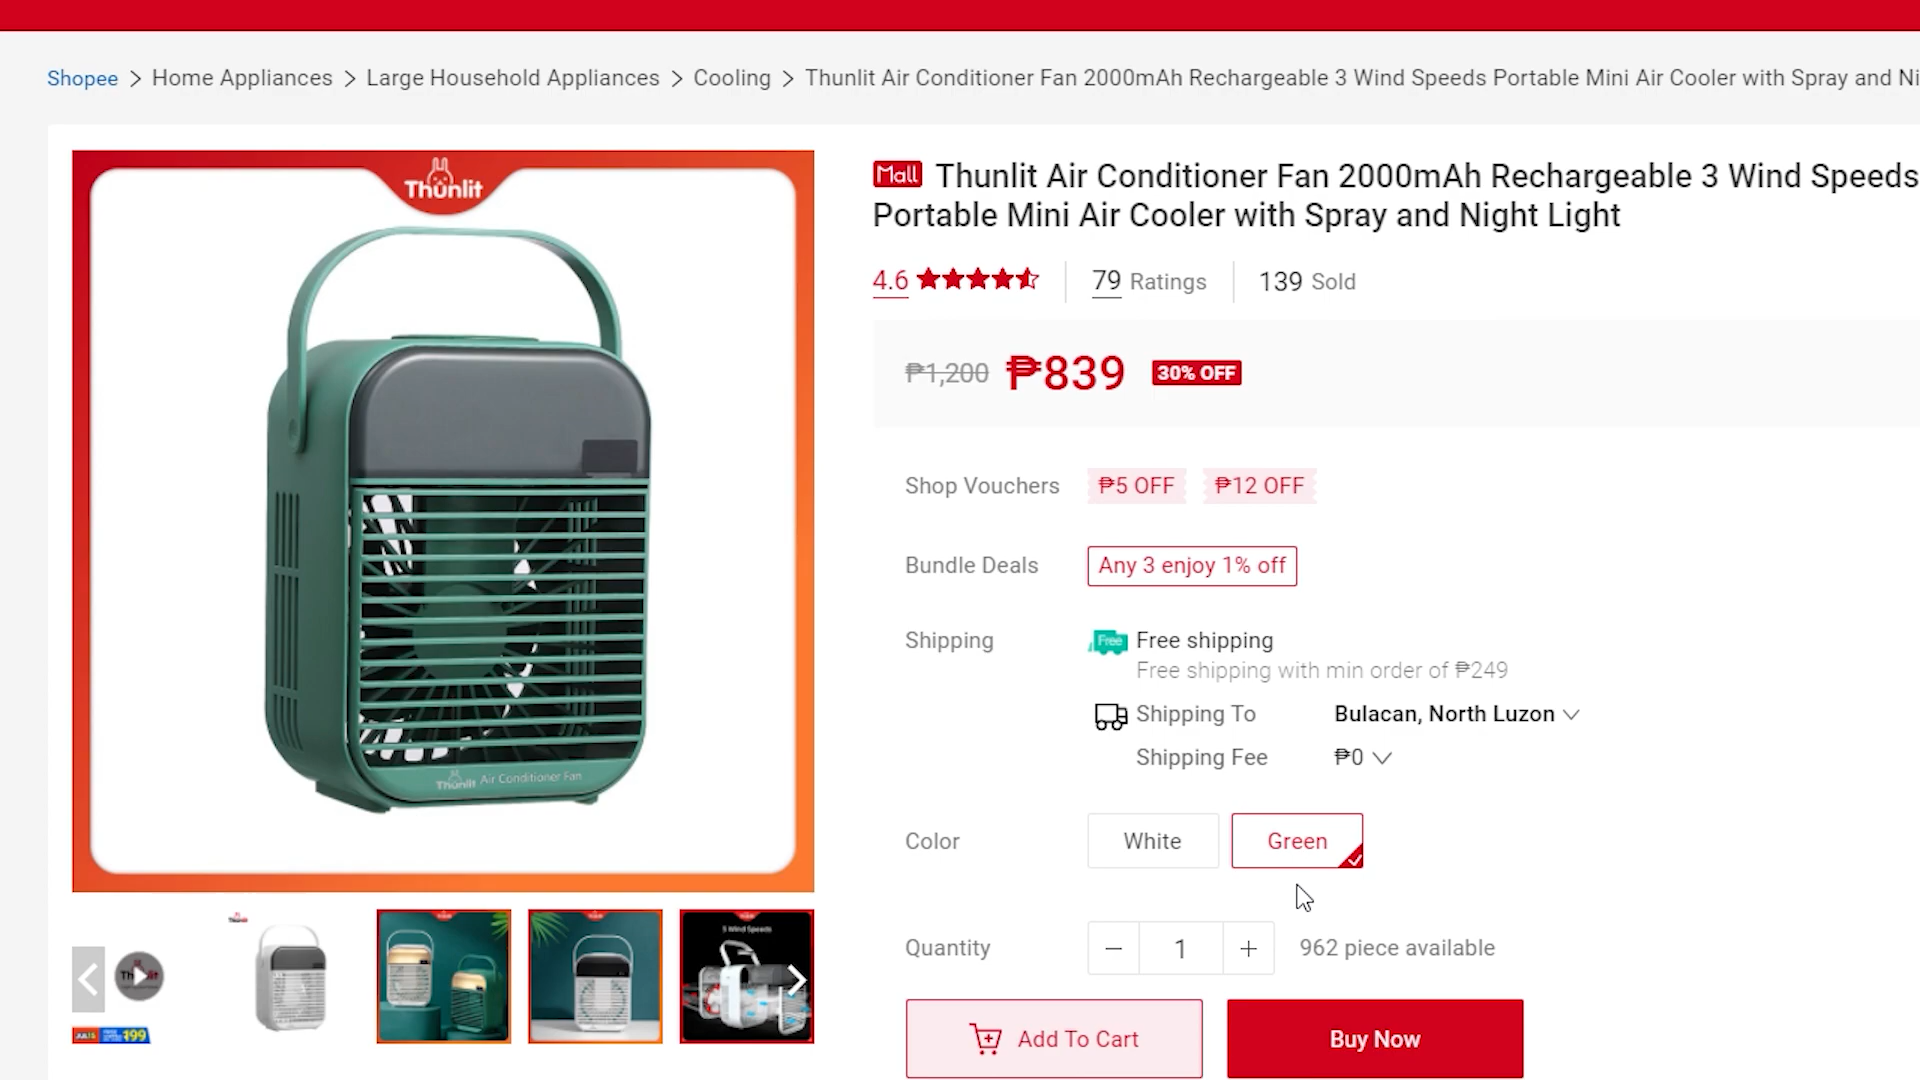 Shopee > Home Appliances > Large Household Appliances > Cooling > Thunlit Air Conditioner Fan 2000mAh Rechargeable 3 Wind Speeds Portable Mini Air Cooler with Spray and Ni
Thunlit
Thunlit Air Conditioner Fan
199
3 Wind Speeds
Mall Thunlit Air Conditioner Fan 2000mAh Rechargeable 3 Wind Speeds
Portable Mini Air Cooler with Spray and Night Light
4.6 79 Ratings 139 Sold
₱1,200 ₱839 30% OFF
Shop Vouchers ₱5 OFF ₱12 OFF
Bundle Deals Any 3 enjoy 1% off
Shipping Free Free shipping
Free shipping with min order of ₱249
Shipping To Bulacan, North Luzon
Shipping Fee ₱0
Color White Green
Quantity − 1 + 962 piece available
Add To Cart Buy Now